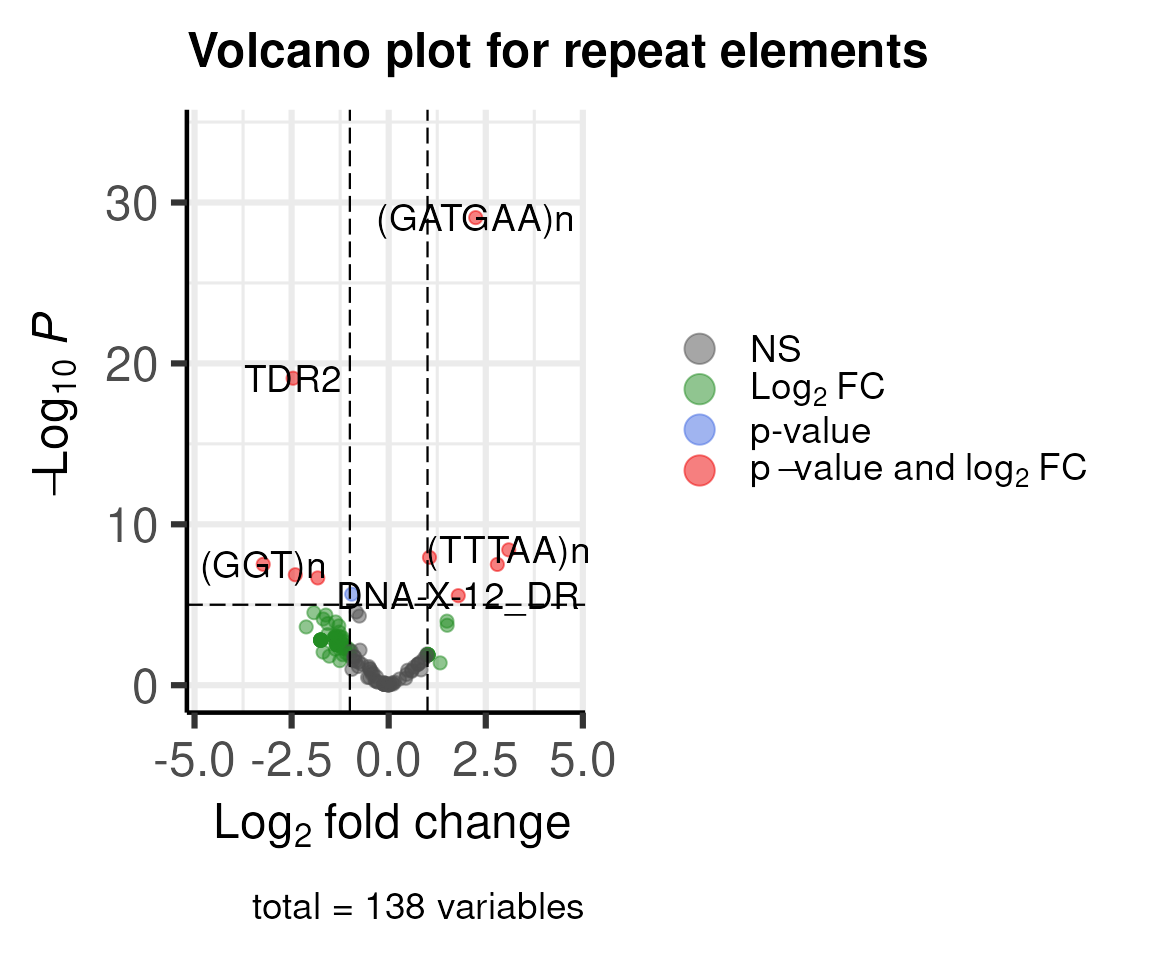 Volcano plot for repeat elements
–Log10 P
30
20
10
0
(GATGAA)n
TDR2
(GGT)n
(TTTAA)n
DNA-X-12_DR
-5.0 -2.5 0.0 2.5 5.0
Log2 fold change
total = 138 variables
NS
Log2 FC
p-value
p –value and log2 FC